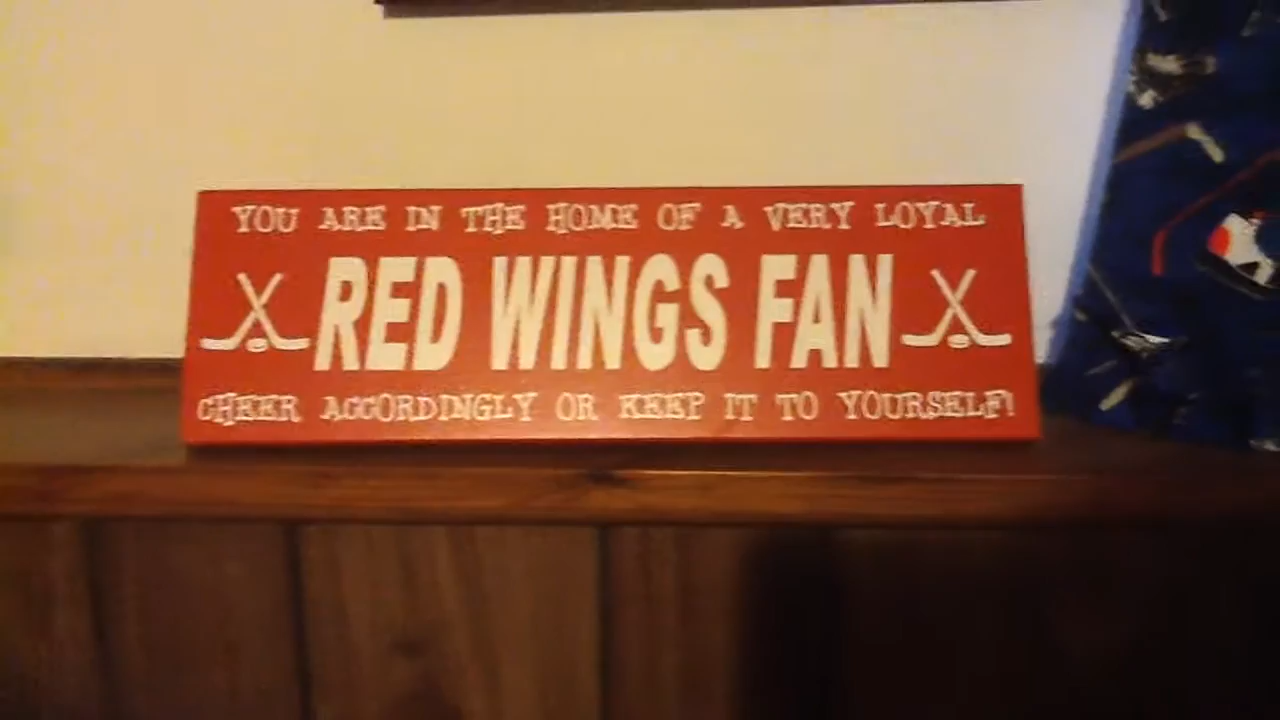 YOU ARE IN THE HOME OF A VERY LOYAL
RED WINGS FAN
CHEER ACCORDINGLY OR KEEP IT TO YOURSELF!